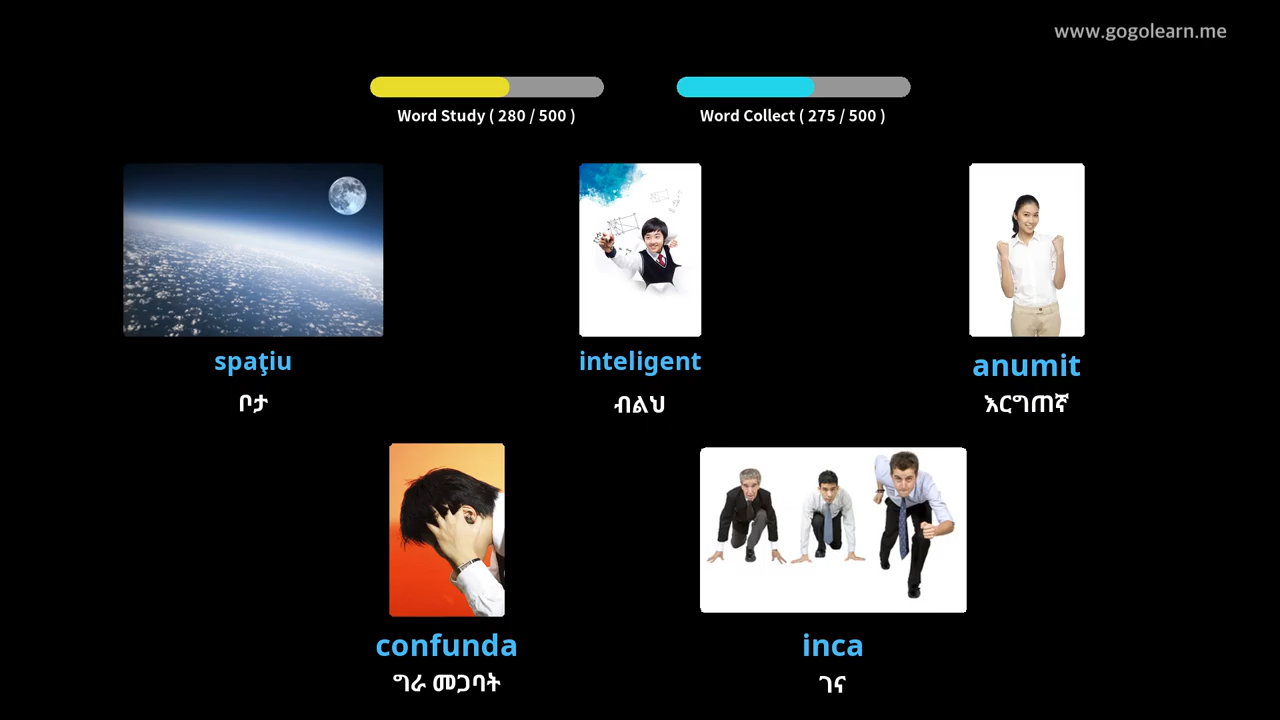 www.gogolearn.me
Word Study ( 280 / 500 )
Word Collect ( 275 / 500 )
spaţiu
ቦታ
inteligent
ብልህ
anumit
እርግጠኛ
confunda
ግራ መጋባት
inca
ገና